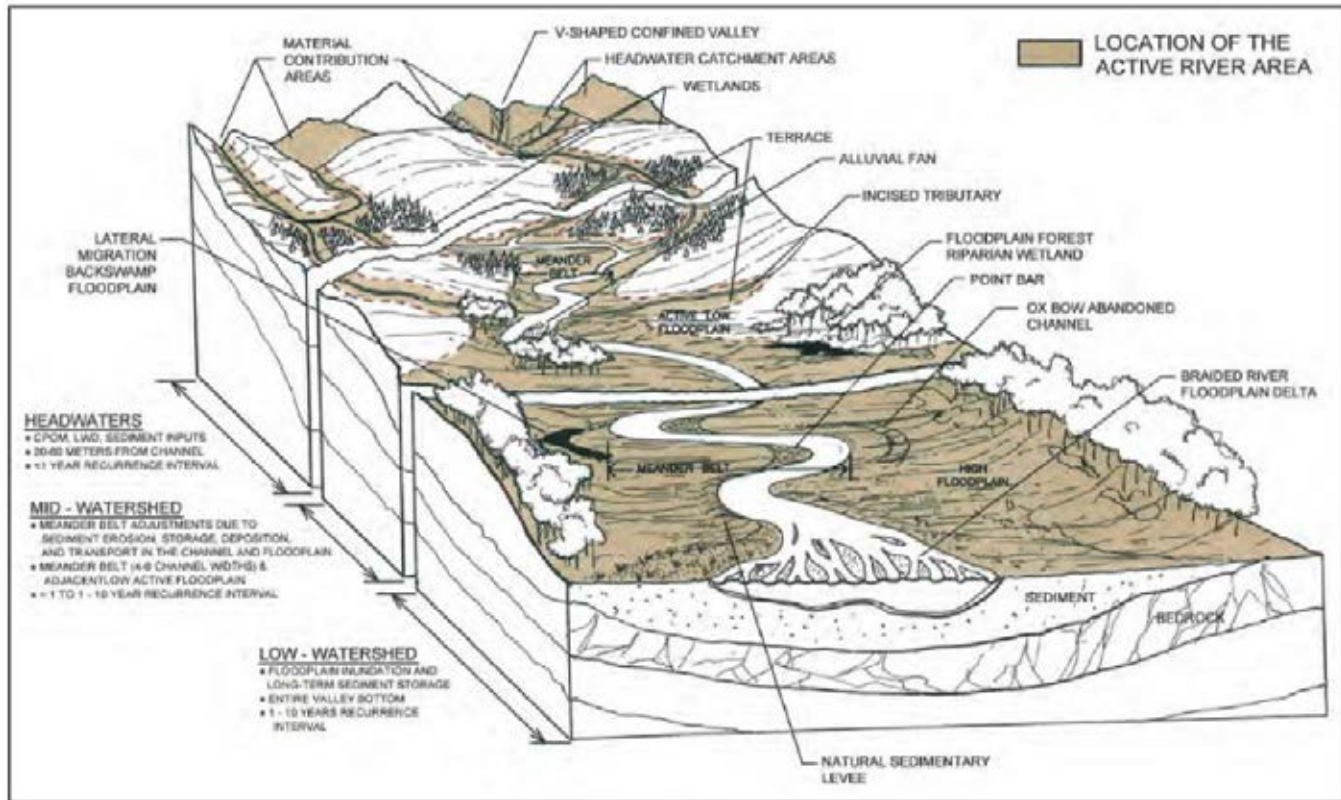 MATERIAL
CONTRIBUTION
AREAS
V-SHAPED CONFINED VALLEY
HEADWATER CATCHMENT AREAS
WETLANDS
LOCATION OF THE
ACTIVE RIVER AREA
TERRACE
ALLUVIAL FAN
INCISED TRIBUTARY
LATERAL
MIGRATION
BACKSWAMP
FLOODPLAIN
FLOODPLAIN FOREST
RIPARIAN WETLAND
POINT BAR
OX BOW ABANDONED
CHANNEL
BRAIDED RIVER
FLOODPLAIN DELTA
MEANDER
BELT
ACTIVE LOW
FLOODPLAIN
MEANDER BELT
HIGH
FLOODPLAIN
SEDIMENT
BEDROCK
HEADWATERS
• CPOM, LWD, SEDIMENT INPUTS
• 20-60 METERS FROM CHANNEL
• <1 YEAR RECURRENCE INTERVAL
MID - WATERSHED
• MEANDER BELT ADJUSTMENTS DUE TO
SEDIMENT EROSION, STORAGE, DEPOSITION,
AND TRANSPORT IN THE CHANNEL AND FLOODPLAIN
• MEANDER BELT (4-8 CHANNEL WIDTHS) &
ADJACENTLOW ACTIVE FLOODPLAIN
• < 1 TO 1 - 10 YEAR RECURRENCE INTERVAL
LOW - WATERSHED
• FLOODPLAIN INUNDATION AND
LONG-TERM SEDIMENT STORAGE
• ENTIRE VALLEY BOTTOM
• 1 - 10 YEARS RECURRENCE
INTERVAL
NATURAL SEDIMENTARY
LEVEE